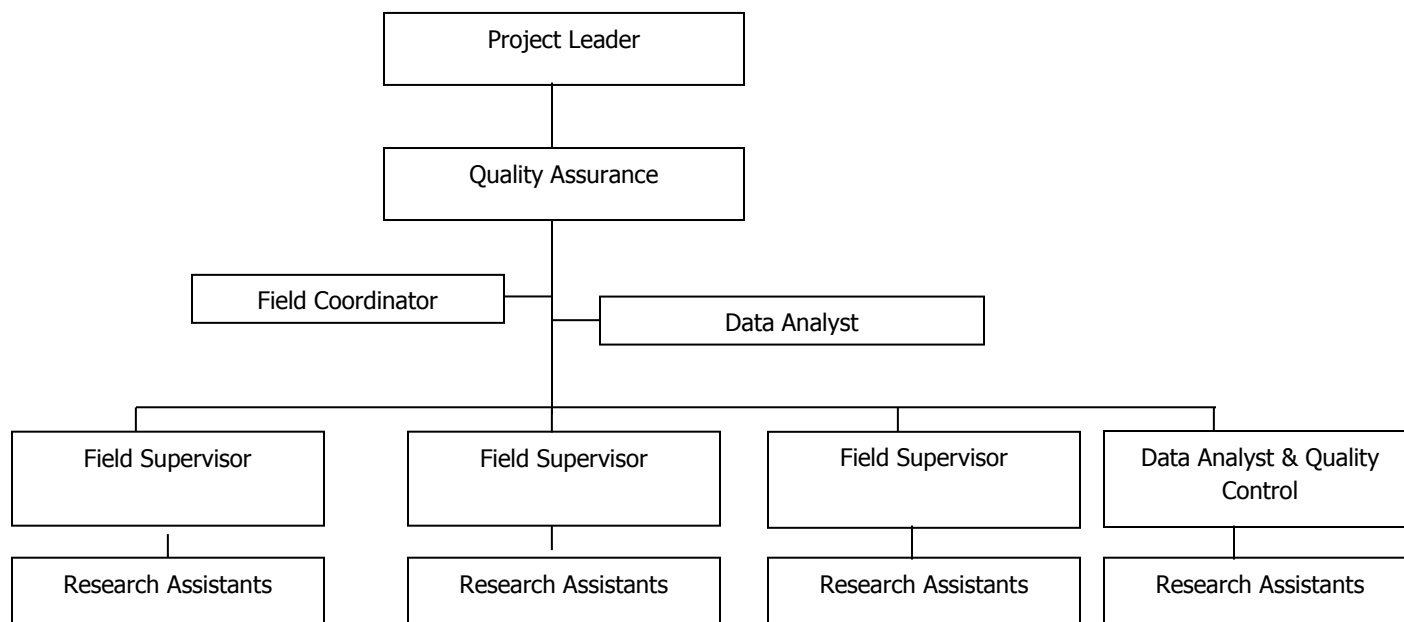 Project Leader
Quality Assurance
Field Coordinator
Data Analyst
Field Supervisor
Field Supervisor
Field Supervisor
Data Analyst & Quality
Control
Research Assistants
Research Assistants
Research Assistants
Research Assistants